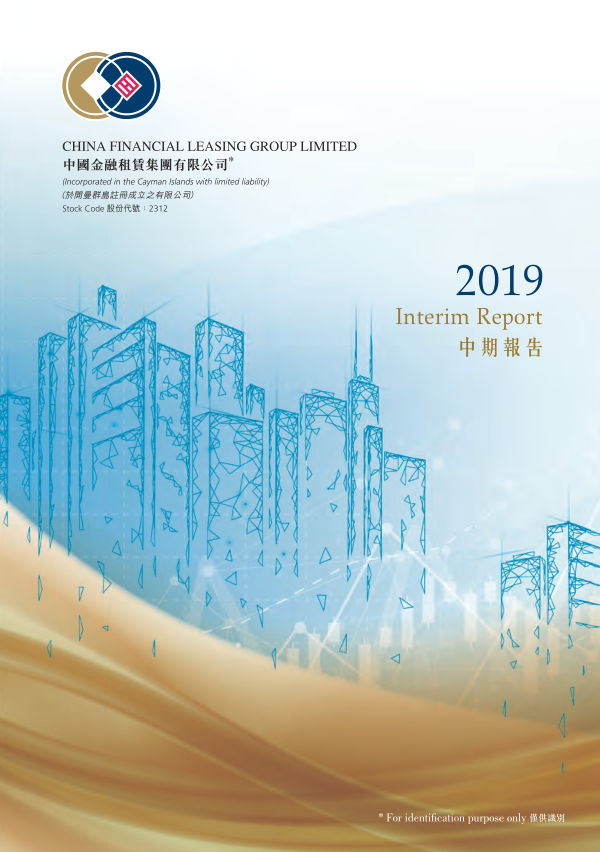 CHINA FINANCIAL LEASING GROUP LIMITED
中國金融租賃集團有限公司*
(Incorporated in the Cayman Islands with limited liability)
(於開曼群島註冊成立之有限公司)
Stock Code 股份代號：2312
2019
Interim Report
中期報告
* For identification purpose only 僅供識別